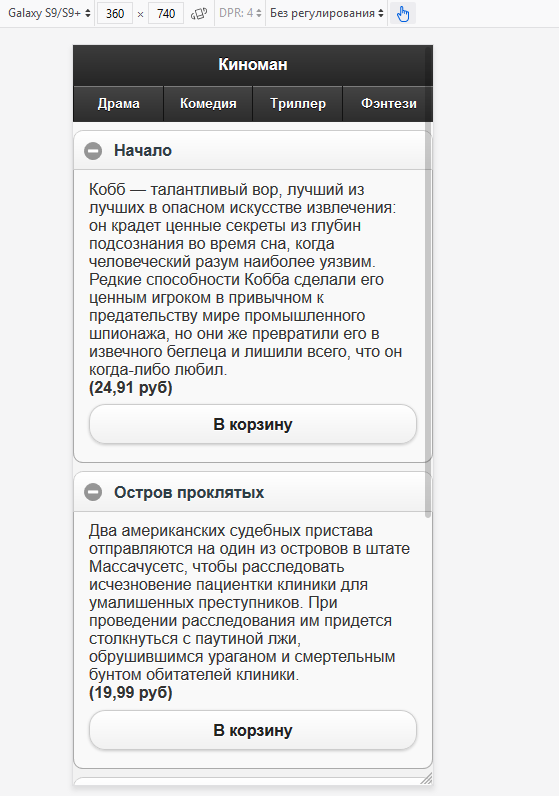 Galaxy S9/S9+ 360 × 740 DPR: 4 Без регулирования
Киноман
Драма Комедия Триллер Фэнтези
Начало
Кобб — талантливый вор, лучший из
лучших в опасном искусстве извлечения:
он крадет ценные секреты из глубин
подсознания во время сна, когда
человеческий разум наиболее уязвим.
Редкие способности Кобба сделали его
ценным игроком в привычном к
предательству мире промышленного
шпионажа, но они же превратили его в
извечного беглеца и лишили всего, что он
когда-либо любил.
(24,91 руб)
В корзину
Остров проклятых
Два американских судебных пристава
отправляются на один из островов в штате
Массачусетс, чтобы расследовать
исчезновение пациентки клиники для
умалишенных преступников. При
проведении расследования им придется
столкнуться с паутиной лжи,
обрушившимся ураганом и смертельным
бунтом обитателей клиники.
(19,99 руб)
В корзину